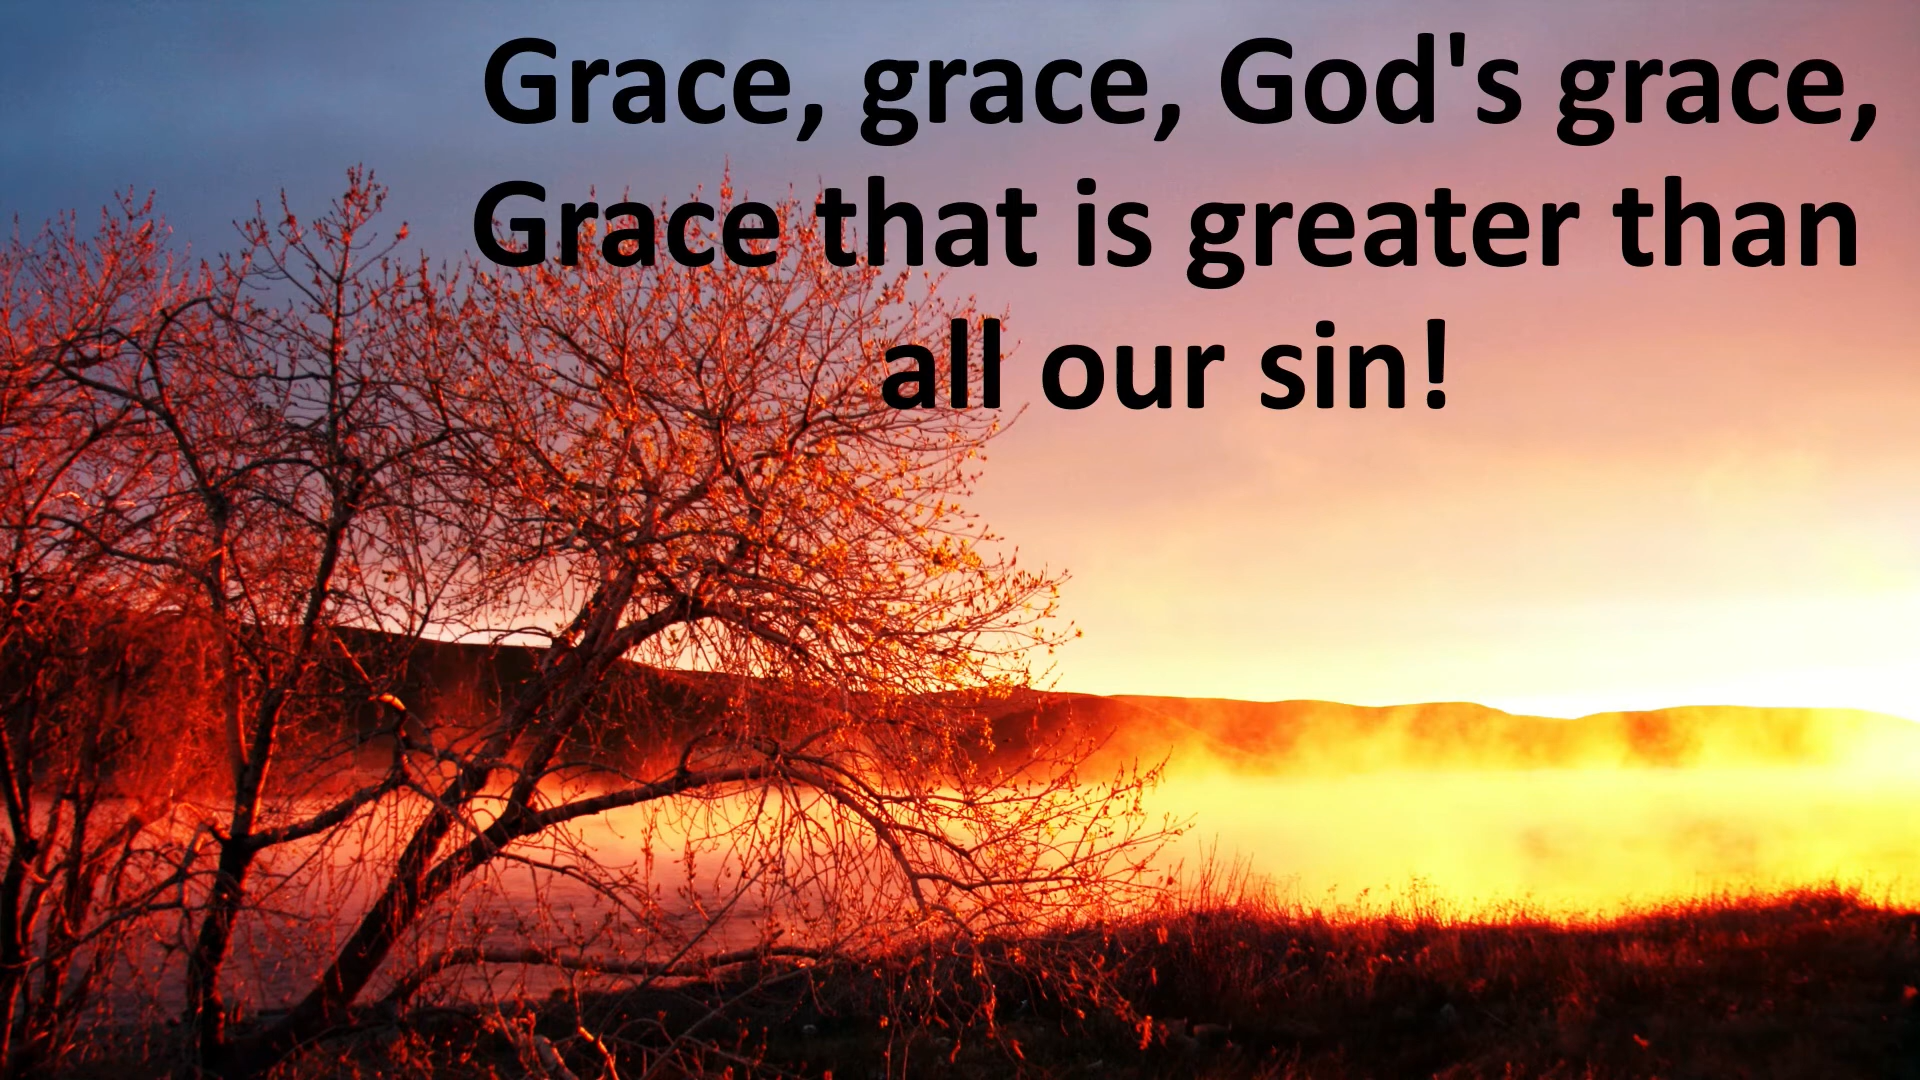 Grace, grace, God's grace,
Grace that is greater than
all our sin!